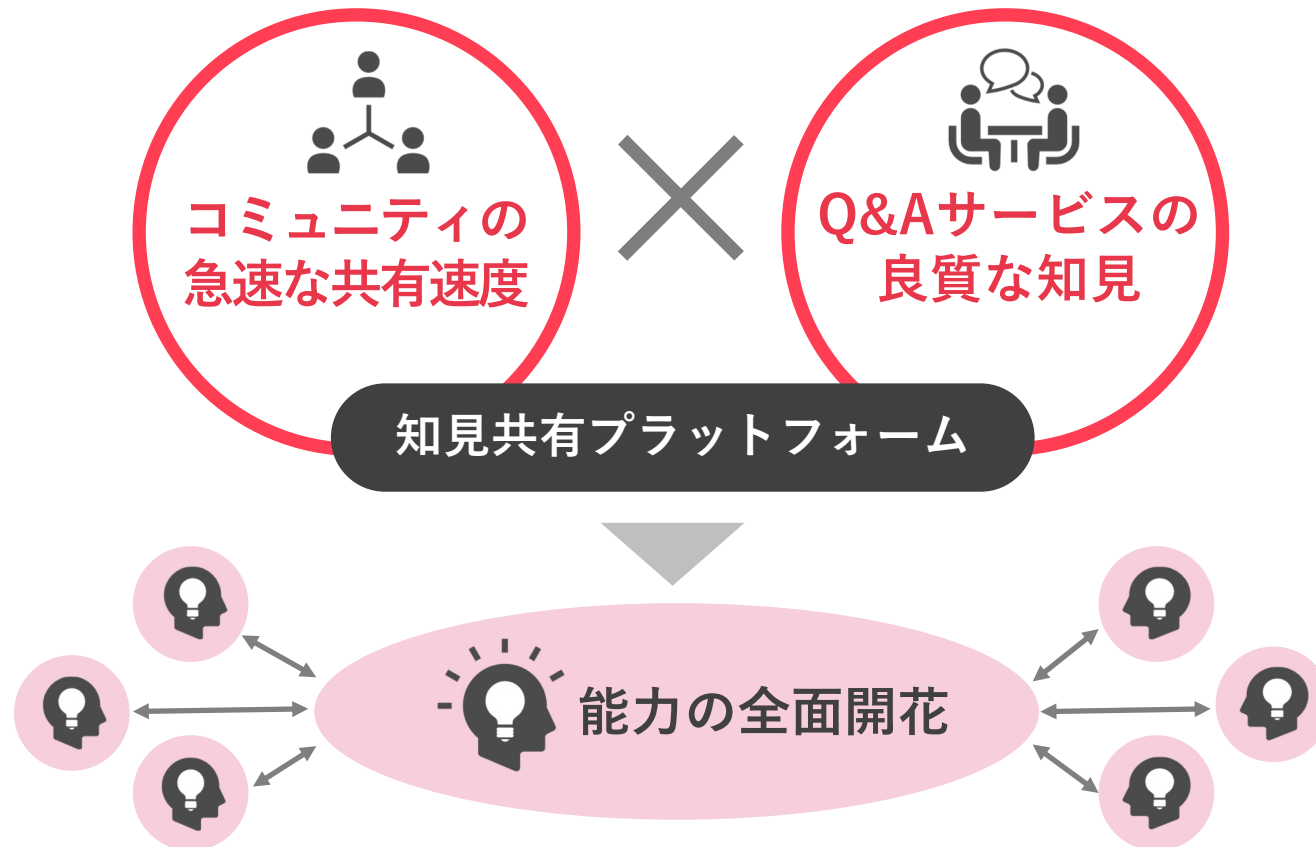 コミュニティの
急速な共有速度
Q&Aサービスの
良質な知見
知見共有プラットフォーム
能力の全面開花